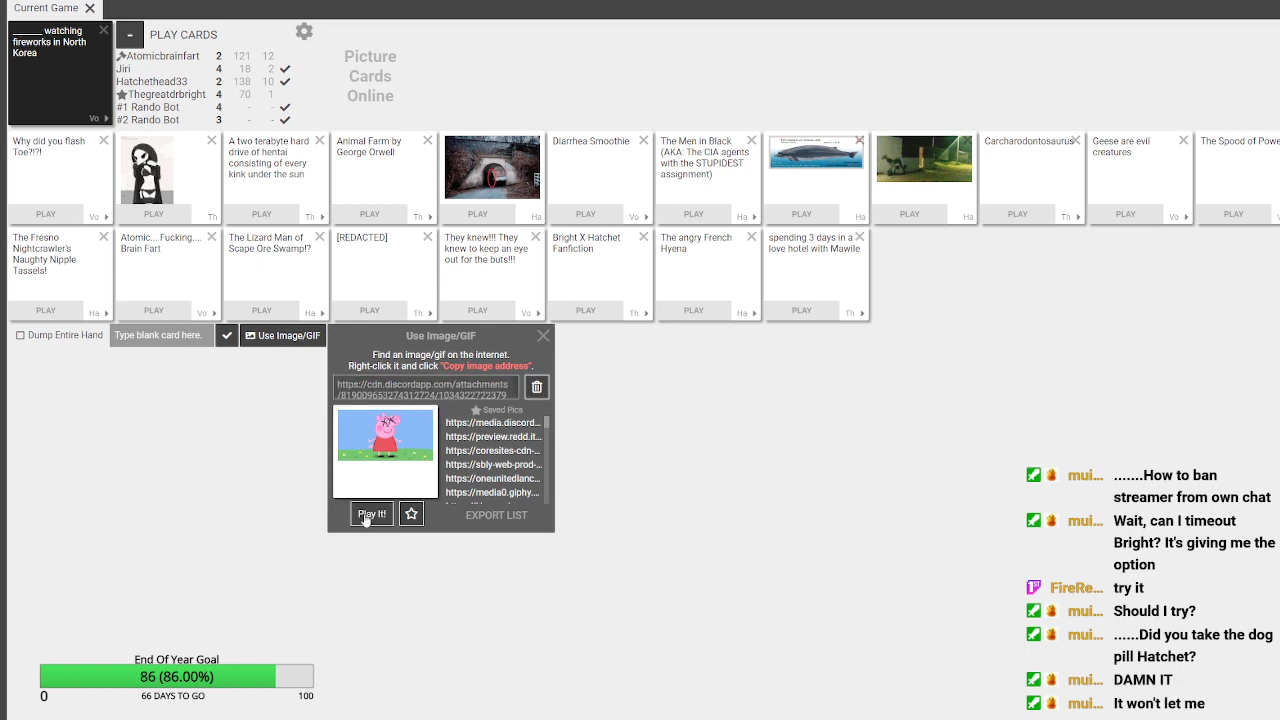 Current Game
______ watching
fireworks in North
Korea
Vo
-
PLAY CARDS
Atomicbrainfart 2 121 12
Jiri 4 18 2
Hatchethead33 2 138 10
Thegreatdrbright 4 70 1
#1 Rando Bot 4 - -
#2 Rando Bot 3 - -
Picture
Cards
Online
Why did you flash
Toe?!?!
PLAY
Vo
PLAY
Th
A two terabyte hard
drive of hentai
consisting of every
kink under the sun
PLAY
Th
Animal Farm by
George Orwell
PLAY
Th
PLAY
Ha
Diarrhea Smoothie
PLAY
Vo
The Men in Black
(AKA: The CIA agents
with the STUPIDEST
assignment)
PLAY
Ha
PLAY
Ha
PLAY
Ha
Carcharodontosaurus
PLAY
Th
Geese are evil
creatures
PLAY
Vo
The Spood of Powe
PLAY
The Fresno
Nightcrawler's
Naughty Nipple
Tassels!
PLAY
Ha
Atomic... Fucking....
Brain Fart
PLAY
Vo
The Lizard Man of
Scape Ore Swamp!?
PLAY
Ha
[REDACTED]
PLAY
Th
They knew!!! They
knew to keep an eye
out for the buts!!!
PLAY
Vo
Bright X Hatchet
Fanfiction
PLAY
Th
The angry French
Hyena
PLAY
Ha
spending 3 days in a
love hotel with Mawile
PLAY
Th
Dump Entire Hand
Type blank card here.
Use Image/GIF
Use Image/GIF
Find an image/gif on the internet.
Right-click it and click "Copy image address".
https://cdn.discordapp.com/attachments
/819009653274312724/1034322722379
Saved Pics
https://media.discord...
https://preview.redd.it...
https://coresites-cdn-...
https://sbly-web-prod-...
https://oneunitedlanc...
https://media0.giphy....
Play It!
EXPORT LIST
mui... .......How to ban
streamer from own chat
mui... Wait, can I timeout
Bright? It's giving me the
option
FireRe... try it
mui... Should I try?
mui... ......Did you take the dog
pill Hatchet?
mui... DAMN IT
mui... It won't let me
End Of Year Goal
86 (86.00%)
0 66 DAYS TO GO 100